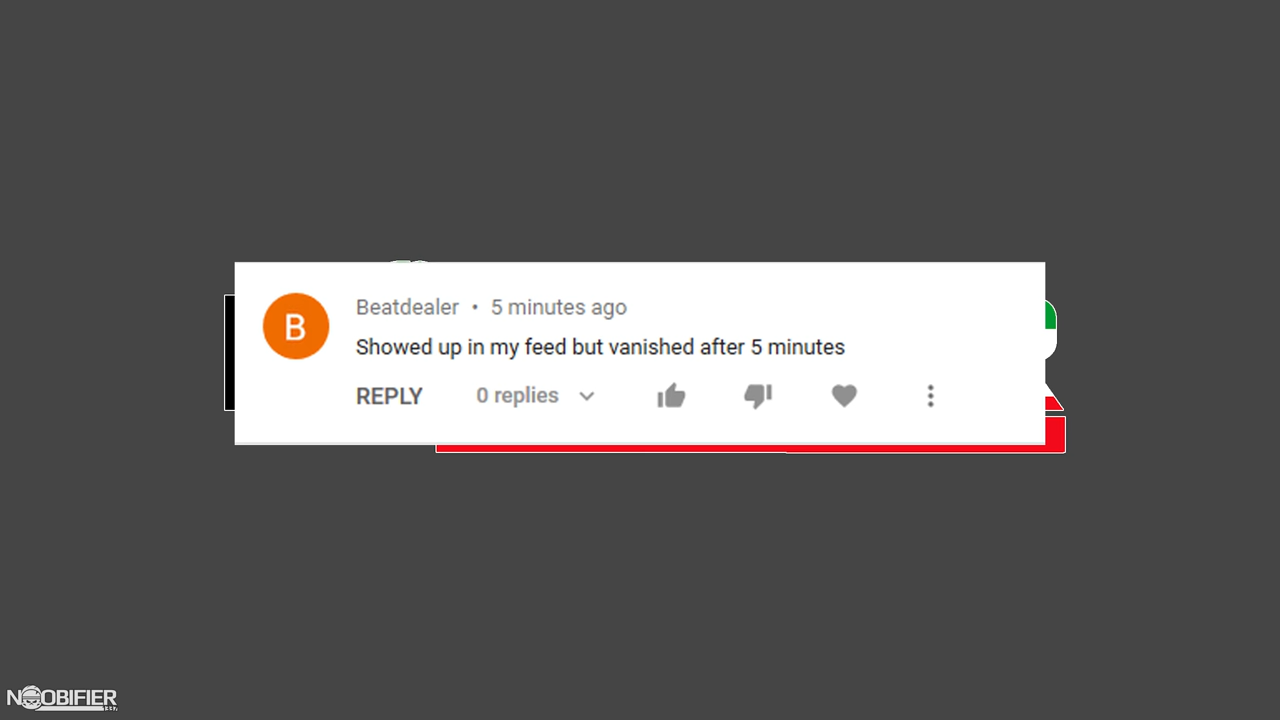 B
Beatdealer • 5 minutes ago
Showed up in my feed but vanished after 5 minutes
REPLY 0 replies
NOOBIFIER